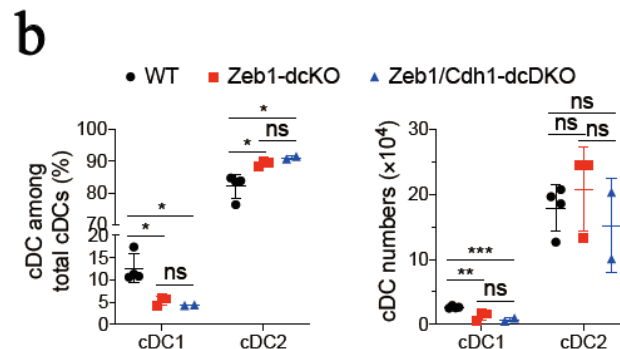 b
WT Zeb1-dcKO Zeb1/Cdh1-dcDKO
cDC among
total cDCs (%)
100
90
80
70
20
15
10
5
0
*
*
ns
*
*
ns
cDC1 cDC2
cDC numbers (×10⁴)
30
20
10
0
***
**
ns
ns
ns
ns
cDC1 cDC2